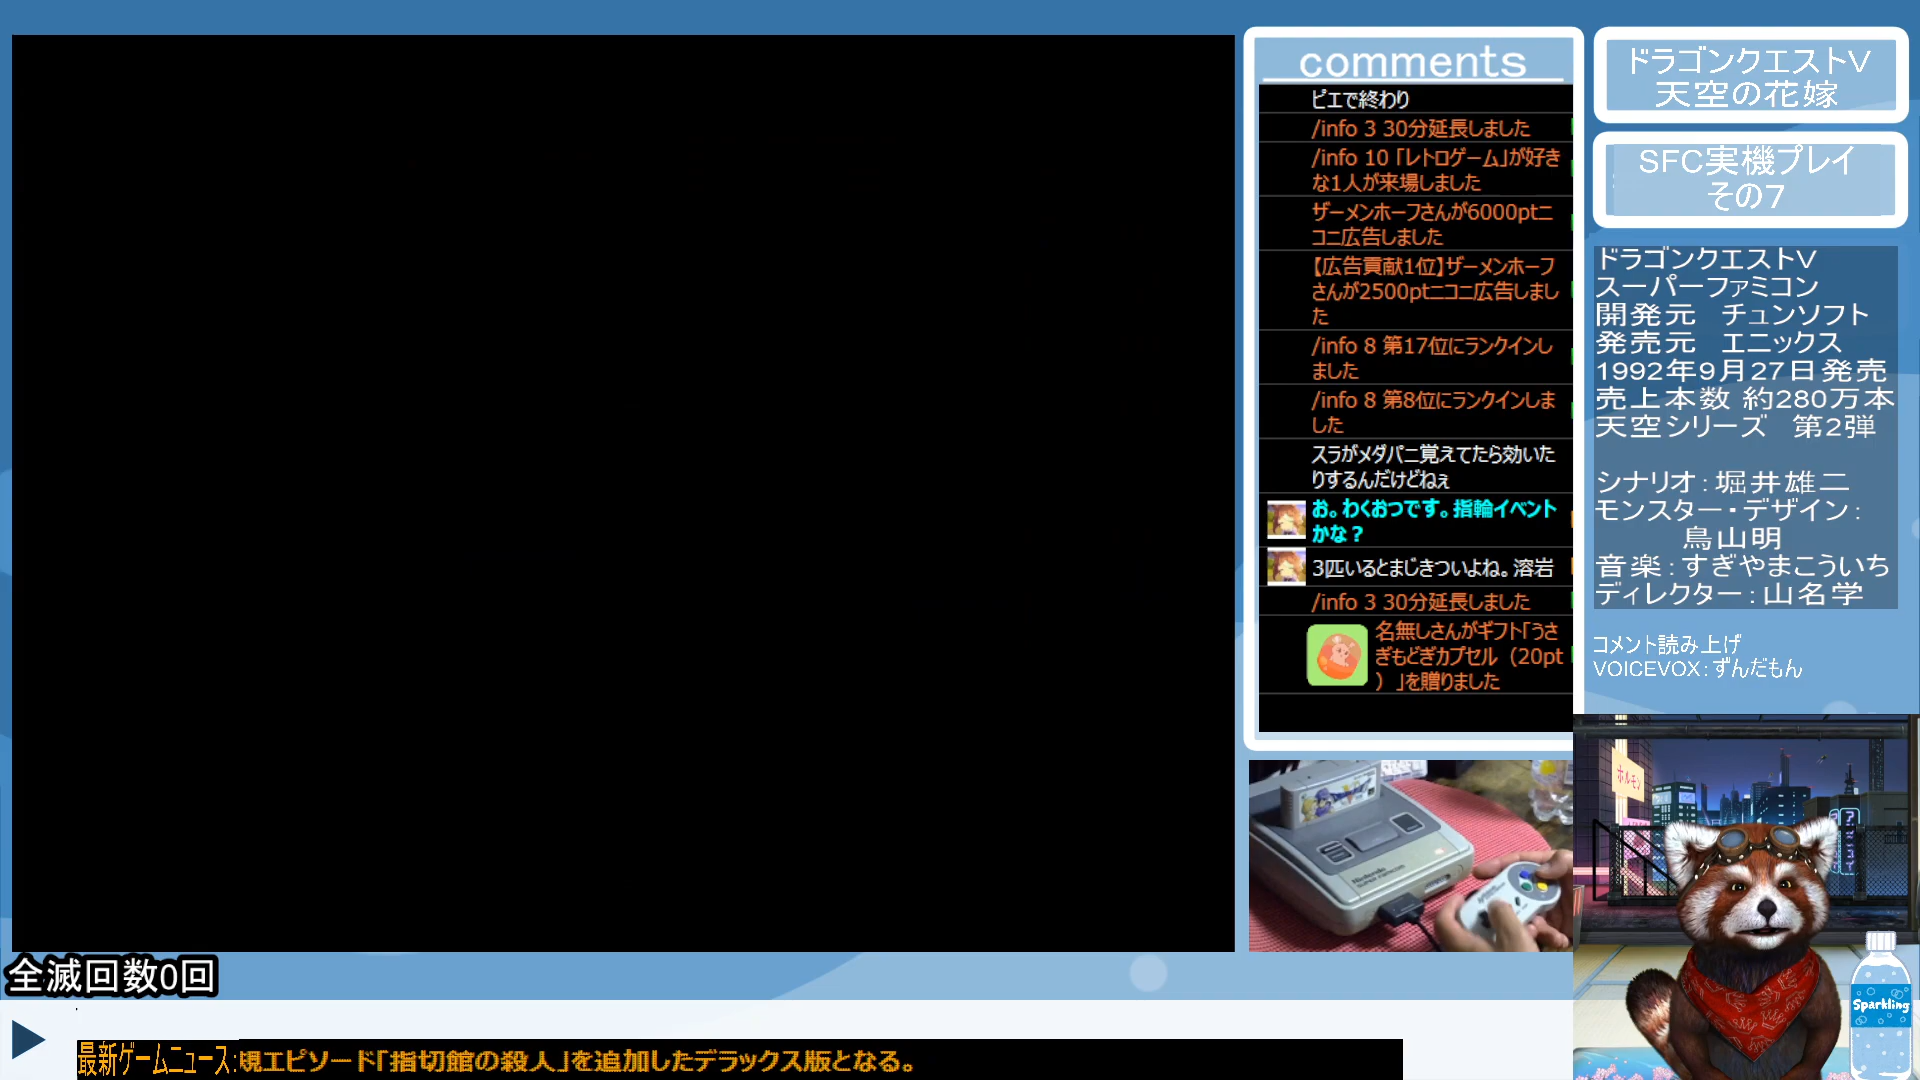 comments
ピエで終わり
/info 3 30分延長しました
/info 10 「レトロゲーム」が好き
な1人が来場しました
ザーメンホーフさんが6000ptニ
コニ広告しました
【広告貢献1位】ザーメンホーフ
さんが2500ptニコニ広告しまし
た
/info 8 第17位にランクインし
ました
/info 8 第8位にランクインしま
した
スラがメダパニ覚えてたら効いた
りするんだけどねぇ
お。わくおつです。指輪イベント
かな？
3匹いるとまじきついよね。溶岩
/info 3 30分延長しました
名無しさんがギフト「うさ
ぎもどぎカプセル（20pt
）」を贈りました
ドラゴンクエストV
天空の花嫁
SFC実機プレイ
その7
ドラゴンクエストV
スーパーファミコン
開発元　チュンソフト
発売元　エニックス
1992年9月27日発売
売上本数 約280万本
天空シリーズ　第2弾
シナリオ：堀井雄二
モンスター・デザイン：
鳥山明
音楽：すぎやまこういち
ディレクター：山名学
コメント読み上げ
VOICEVOX：ずんだもん
ホルモン
Nintendo
Sparkling
全滅回数0回
最新ゲームニュース:規エピソード「指切館の殺人」を追加したデラックス版となる。